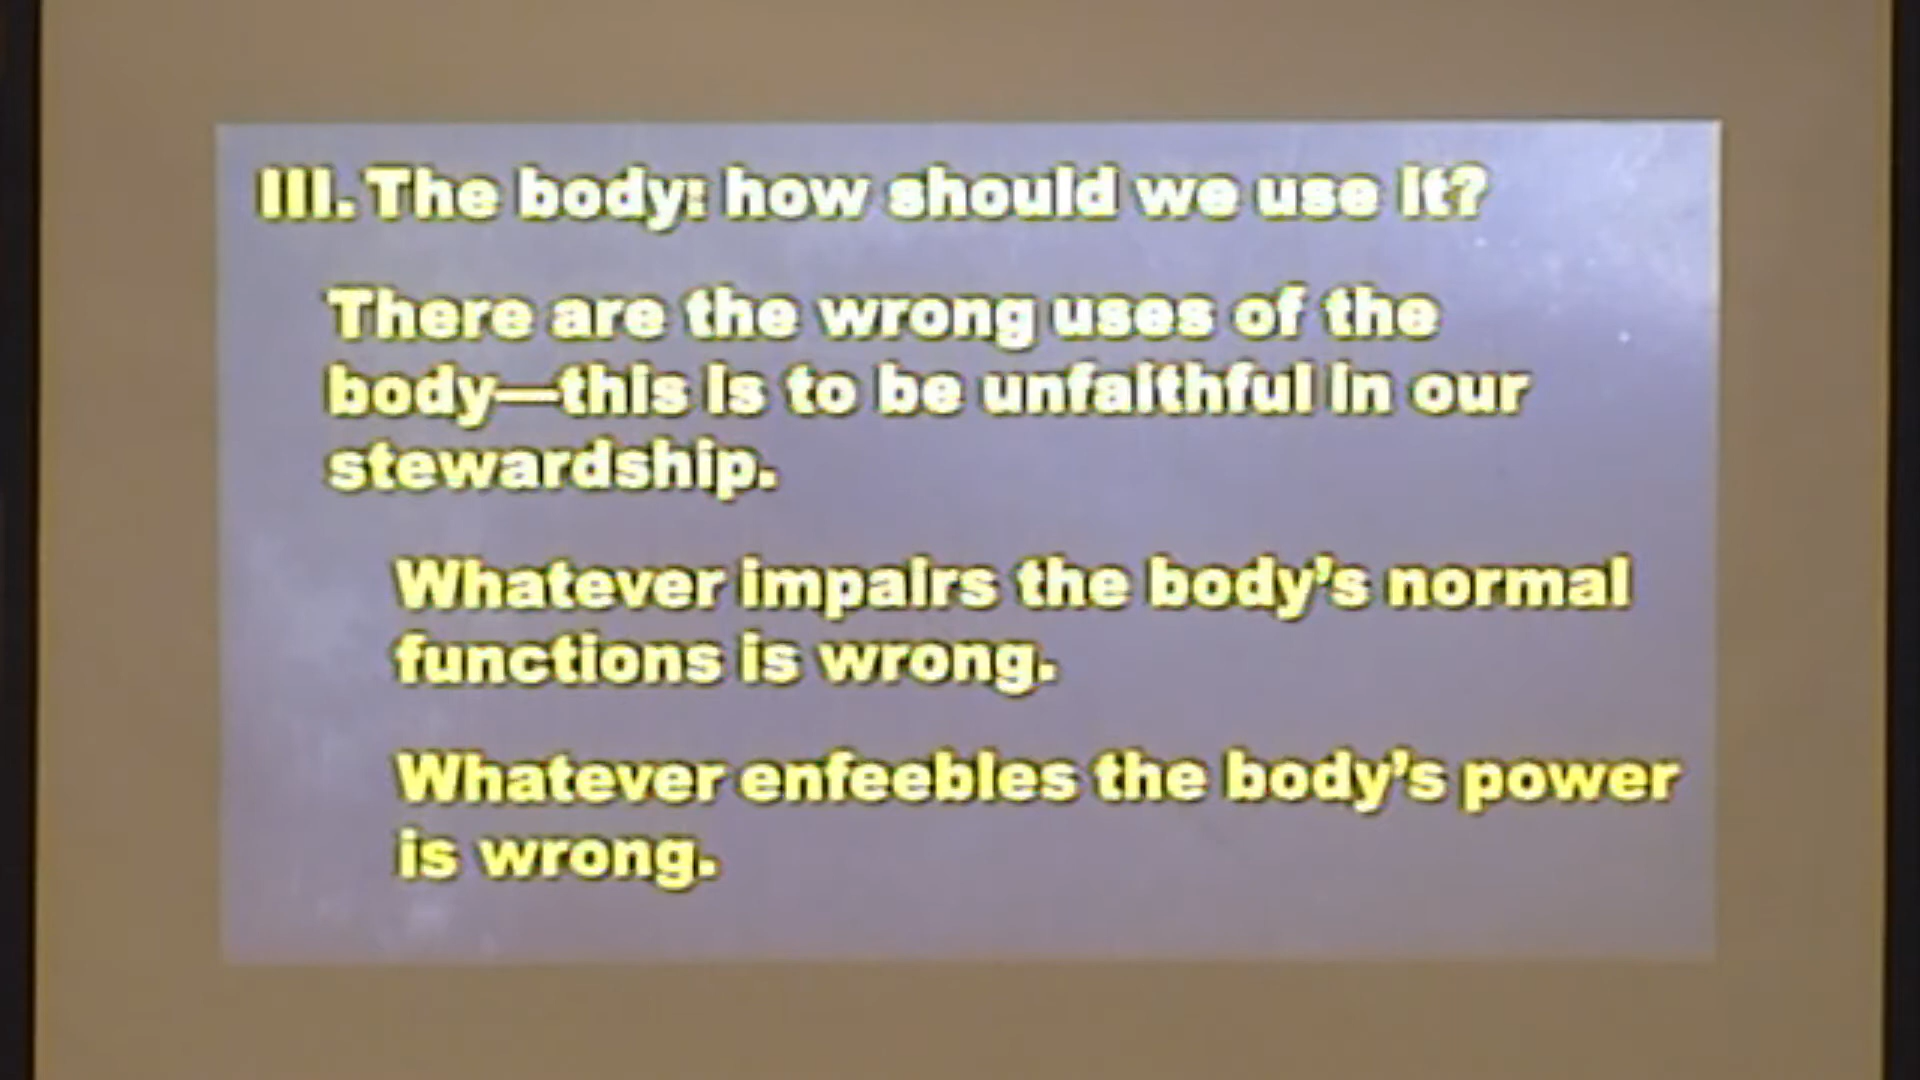 III. The body: how should we use it?
There are the wrong uses of the
body—this is to be unfaithful in our
stewardship.
Whatever impairs the body's normal
functions is wrong.
Whatever enfeebles the body's power
is wrong.